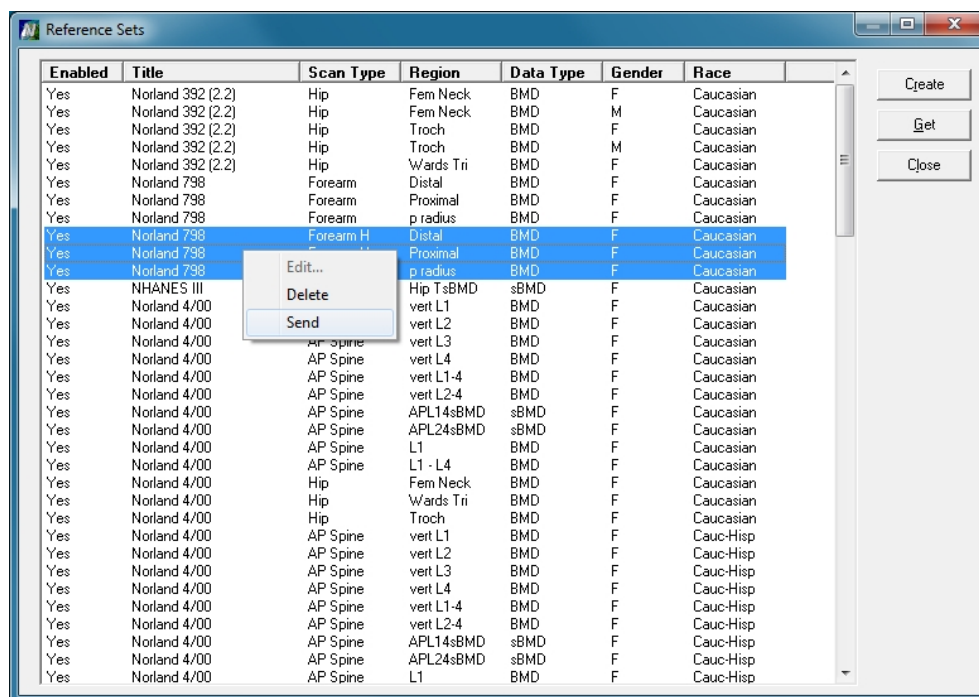 Reference Sets
Enabled Title Scan Type Region Data Type Gender Race
Yes Norland 392 (2.2) Hip Fem Neck BMD F Caucasian
Yes Norland 392 (2.2) Hip Fem Neck BMD M Caucasian
Yes Norland 392 (2.2) Hip Troch BMD F Caucasian
Yes Norland 392 (2.2) Hip Troch BMD M Caucasian
Yes Norland 392 (2.2) Hip Wards Tri BMD F Caucasian
Yes Norland 798 Forearm Distal BMD F Caucasian
Yes Norland 798 Forearm Proximal BMD F Caucasian
Yes Norland 798 Forearm p radius BMD F Caucasian
Yes Norland 798 Forearm H Distal BMD F Caucasian
Yes Norland 798 Proximal BMD F Caucasian
Yes Norland 798 p radius BMD F Caucasian
Yes NHANES III Hip TsBMD sBMD F Caucasian
Yes Norland 4/00 vert L1 BMD F Caucasian
Yes Norland 4/00 vert L2 BMD F Caucasian
Yes Norland 4/00 AP Spine vert L3 BMD F Caucasian
Yes Norland 4/00 AP Spine vert L4 BMD F Caucasian
Yes Norland 4/00 AP Spine vert L1-4 BMD F Caucasian
Yes Norland 4/00 AP Spine vert L2-4 BMD F Caucasian
Yes Norland 4/00 AP Spine APL14sBMD sBMD F Caucasian
Yes Norland 4/00 AP Spine APL24sBMD sBMD F Caucasian
Yes Norland 4/00 AP Spine L1 BMD F Caucasian
Yes Norland 4/00 AP Spine L1 - L4 BMD F Caucasian
Yes Norland 4/00 Hip Fem Neck BMD F Caucasian
Yes Norland 4/00 Hip Wards Tri BMD F Caucasian
Yes Norland 4/00 Hip Troch BMD F Caucasian
Yes Norland 4/00 AP Spine vert L1 BMD F Cauc-Hisp
Yes Norland 4/00 AP Spine vert L2 BMD F Cauc-Hisp
Yes Norland 4/00 AP Spine vert L3 BMD F Cauc-Hisp
Yes Norland 4/00 AP Spine vert L4 BMD F Cauc-Hisp
Yes Norland 4/00 AP Spine vert L1-4 BMD F Cauc-Hisp
Yes Norland 4/00 AP Spine vert L2-4 BMD F Cauc-Hisp
Yes Norland 4/00 AP Spine APL14sBMD sBMD F Cauc-Hisp
Yes Norland 4/00 AP Spine APL24sBMD sBMD F Cauc-Hisp
Yes Norland 4/00 AP Spine L1 BMD F Cauc-Hisp
Edit...
Delete
Send
Create
Get
Close